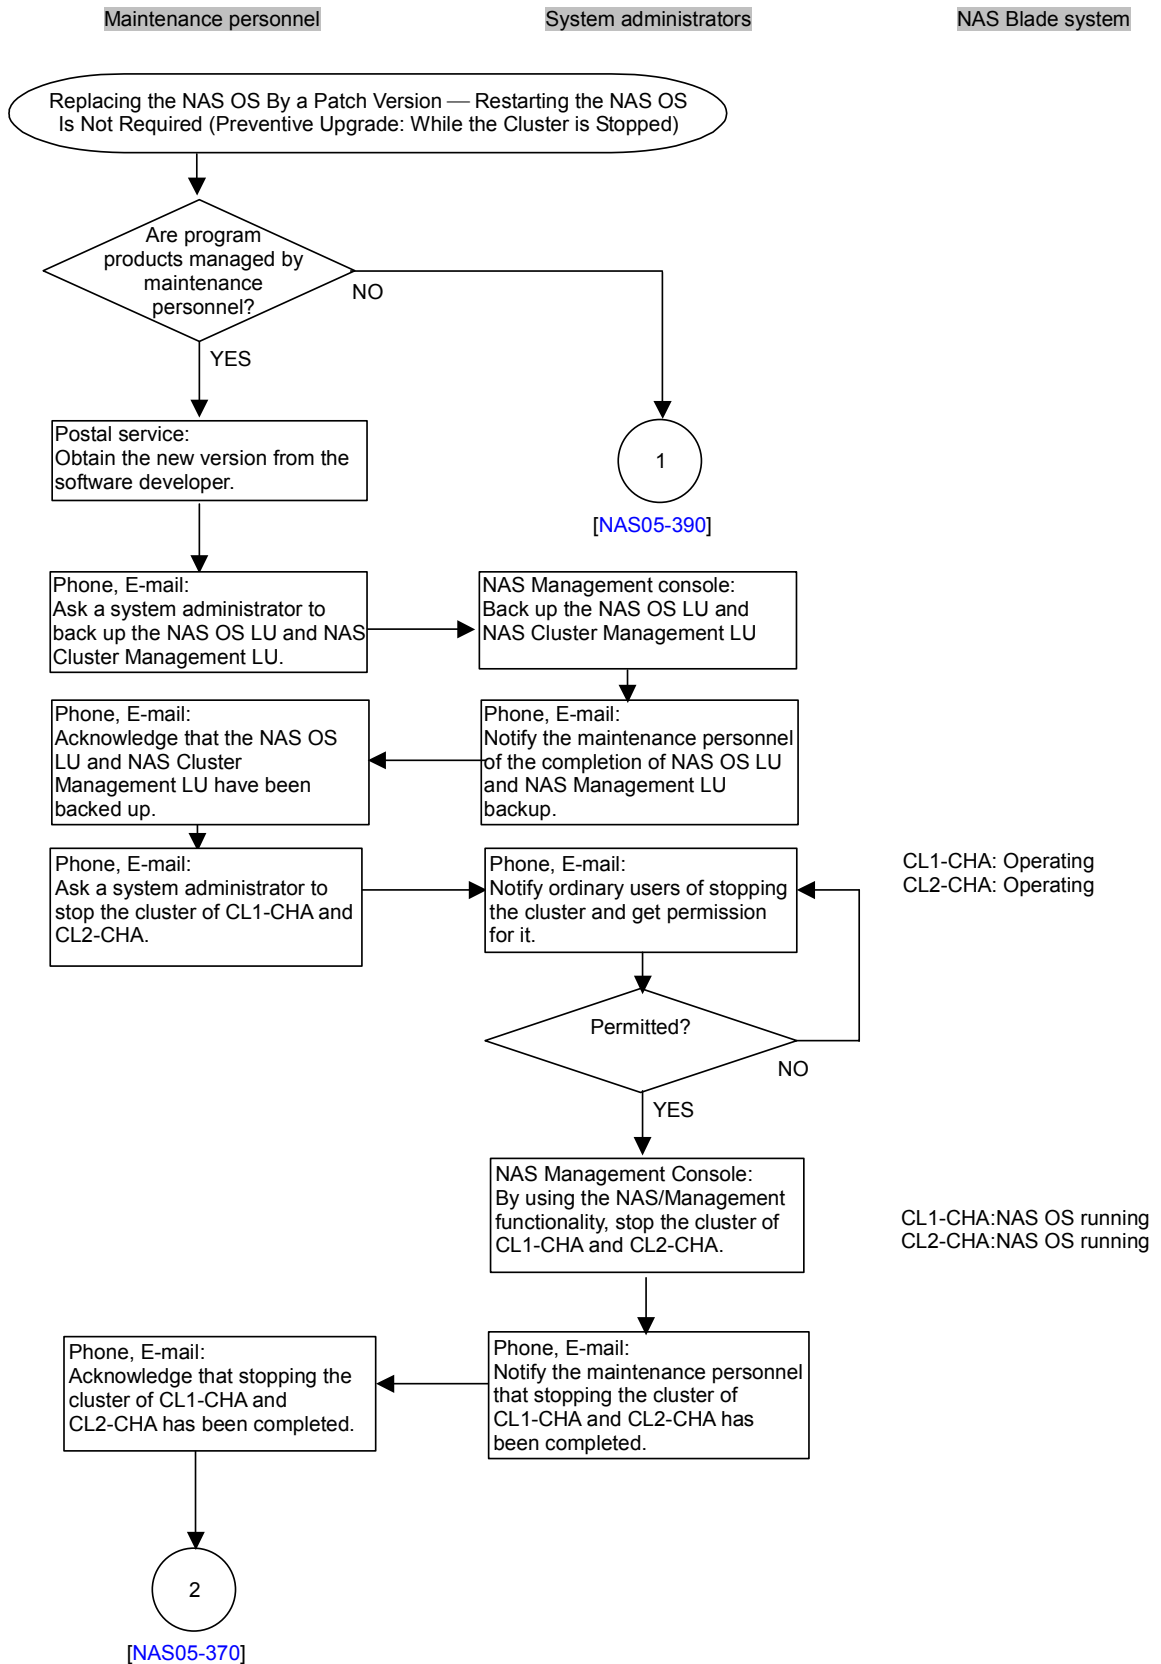 Maintenance personnel
System administrators
NAS Blade system
Replacing the NAS OS By a Patch Version — Restarting the NAS OS
Is Not Required (Preventive Upgrade: While the Cluster is Stopped)
Are program
products managed by
maintenance
personnel?
NO
YES
Postal service:
Obtain the new version from the
software developer.
1
[NAS05-390]
Phone, E-mail:
Ask a system administrator to
back up the NAS OS LU and NAS
Cluster Management LU.
NAS Management console:
Back up the NAS OS LU and
NAS Cluster Management LU
Phone, E-mail:
Acknowledge that the NAS OS
LU and NAS Cluster
Management LU have been
backed up.
Phone, E-mail:
Notify the maintenance personnel
of the completion of NAS OS LU
and NAS Management LU
backup.
Phone, E-mail:
Ask a system administrator to
stop the cluster of CL1-CHA and
CL2-CHA.
Phone, E-mail:
Notify ordinary users of stopping
the cluster and get permission
for it.
CL1-CHA: Operating
CL2-CHA: Operating
Permitted?
NO
YES
NAS Management Console:
By using the NAS/Management
functionality, stop the cluster of
CL1-CHA and CL2-CHA.
CL1-CHA:NAS OS running
CL2-CHA:NAS OS running
Phone, E-mail:
Acknowledge that stopping the
cluster of CL1-CHA and
CL2-CHA has been completed.
Phone, E-mail:
Notify the maintenance personnel
that stopping the cluster of
CL1-CHA and CL2-CHA has
been completed.
2
[NAS05-370]